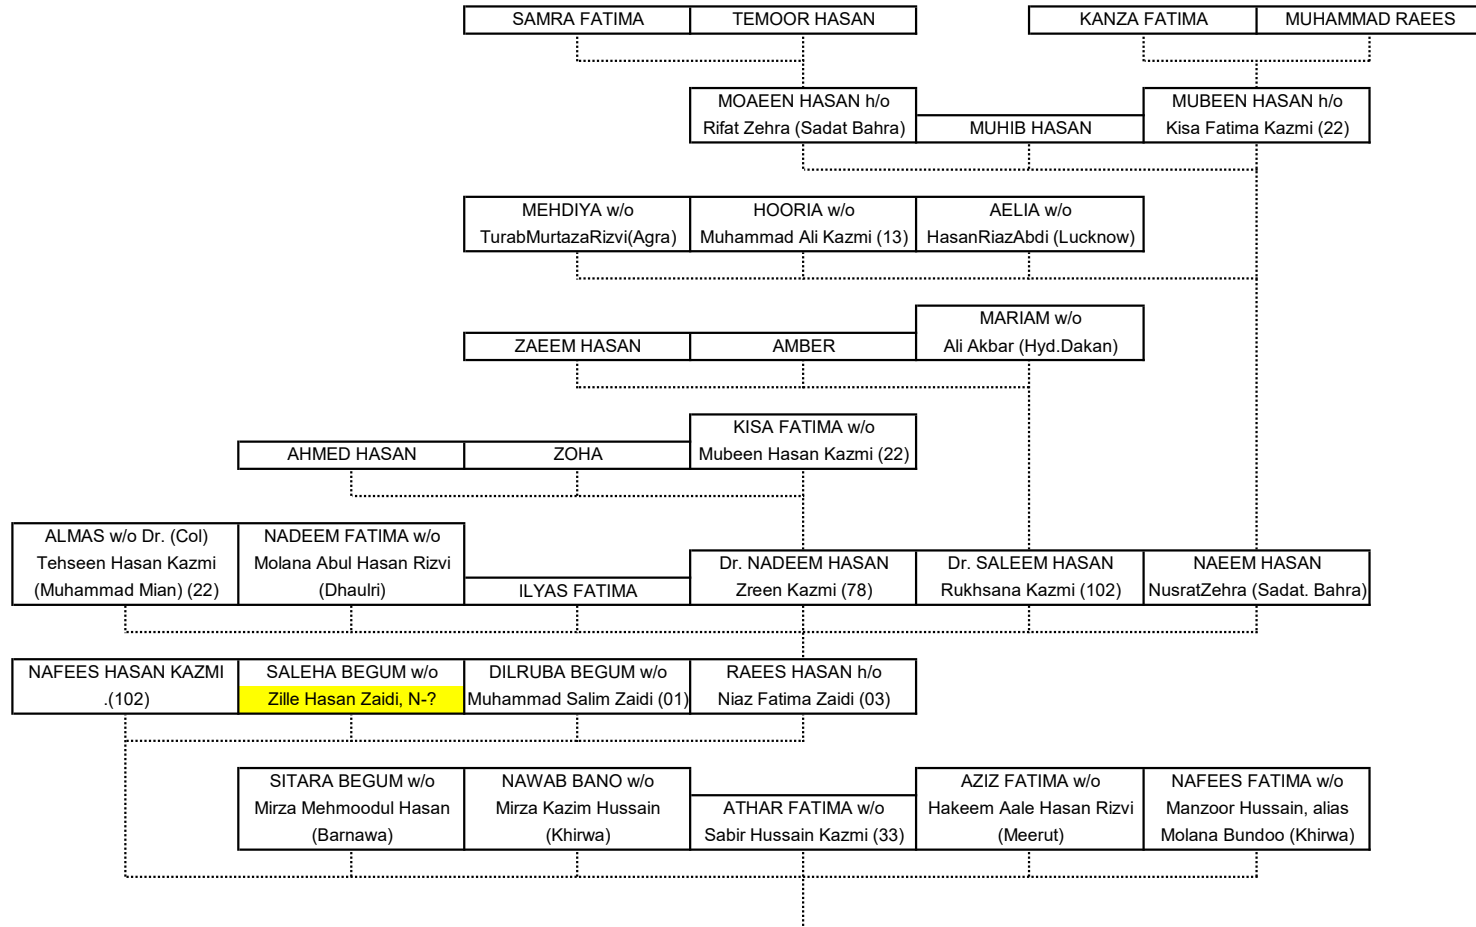 SAMRA FATIMA
TEMOOR HASAN
KANZA FATIMA
MUHAMMAD RAEES
MOAEEN HASAN h/o
Rifat Zehra (Sadat Bahra)
MUHIB HASAN
MUBEEN HASAN h/o
Kisa Fatima Kazmi (22)
MEHDIYA w/o
TurabMurtazaRizvi(Agra)
HOORIA w/o
Muhammad Ali Kazmi (13)
AELIA w/o
HasanRiazAbdi (Lucknow)
ZAEEM HASAN
AMBER
MARIAM w/o
Ali Akbar (Hyd.Dakan)
AHMED HASAN
ZOHA
KISA FATIMA w/o
Mubeen Hasan Kazmi (22)
ALMAS w/o Dr. (Col)
Tehseen Hasan Kazmi
(Muhammad Mian) (22)
NADEEM FATIMA w/o
Molana Abul Hasan Rizvi
(Dhaulri)
ILYAS FATIMA
Dr. NADEEM HASAN
Zreen Kazmi (78)
Dr. SALEEM HASAN
Rukhsana Kazmi (102)
NAEEM HASAN
NusratZehra (Sadat. Bahra)
NAFEES HASAN KAZMI
.(102)
SALEHA BEGUM w/o
Zille Hasan Zaidi, N-?
DILRUBA BEGUM w/o
Muhammad Salim Zaidi (01)
RAEES HASAN h/o
Niaz Fatima Zaidi (03)
SITARA BEGUM w/o
Mirza Mehmoodul Hasan
(Barnawa)
NAWAB BANO w/o
Mirza Kazim Hussain
(Khirwa)
ATHAR FATIMA w/o
Sabir Hussain Kazmi (33)
AZIZ FATIMA w/o
Hakeem Aale Hasan Rizvi
(Meerut)
NAFEES FATIMA w/o
Manzoor Hussain, alias
Molana Bundoo (Khirwa)